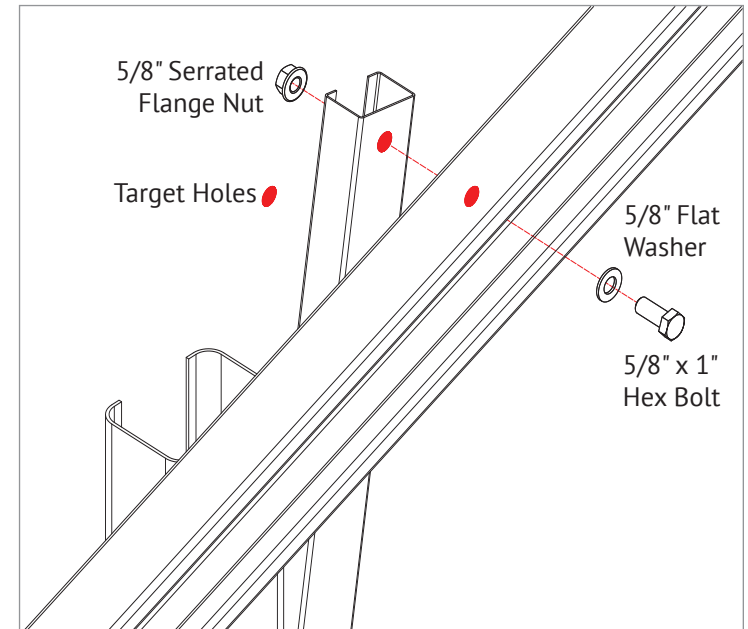 5/8" Serrated
Flange Nut
Target Holes
5/8" Flat
Washer
5/8" x 1"
Hex Bolt